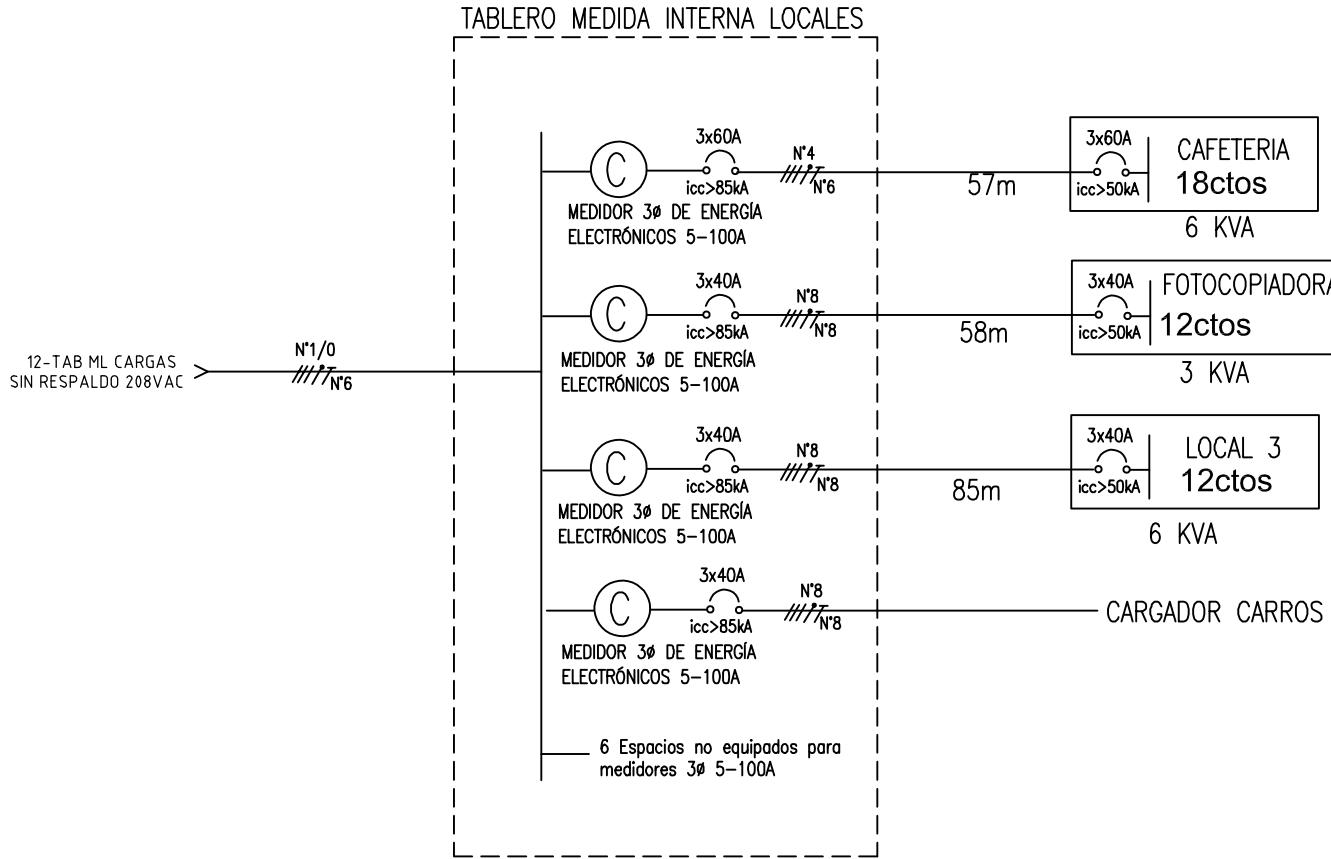 TABLERO MEDIDA INTERNA LOCALES
12-TAB ML CARGAS
SIN RESPALDO 208VAC
N°1/0
N°6
C
3x60A
icc>85kA
MEDIDOR 3ø DE ENERGÍA
ELECTRÓNICOS 5-100A
N°4
N°6
57m
3x60A
icc>50kA
CAFETERIA
18ctos
6 KVA
C
3x40A
icc>85kA
MEDIDOR 3ø DE ENERGÍA
ELECTRÓNICOS 5-100A
N°8
N°8
58m
3x40A
icc>50kA
FOTOCOPIADORA
12ctos
3 KVA
C
3x40A
icc>85kA
MEDIDOR 3ø DE ENERGÍA
ELECTRÓNICOS 5-100A
N°8
N°8
85m
3x40A
icc>50kA
LOCAL 3
12ctos
6 KVA
C
3x40A
icc>85kA
MEDIDOR 3ø DE ENERGÍA
ELECTRÓNICOS 5-100A
N°8
N°8
CARGADOR CARROS
6 Espacios no equipados para
medidores 3ø 5-100A